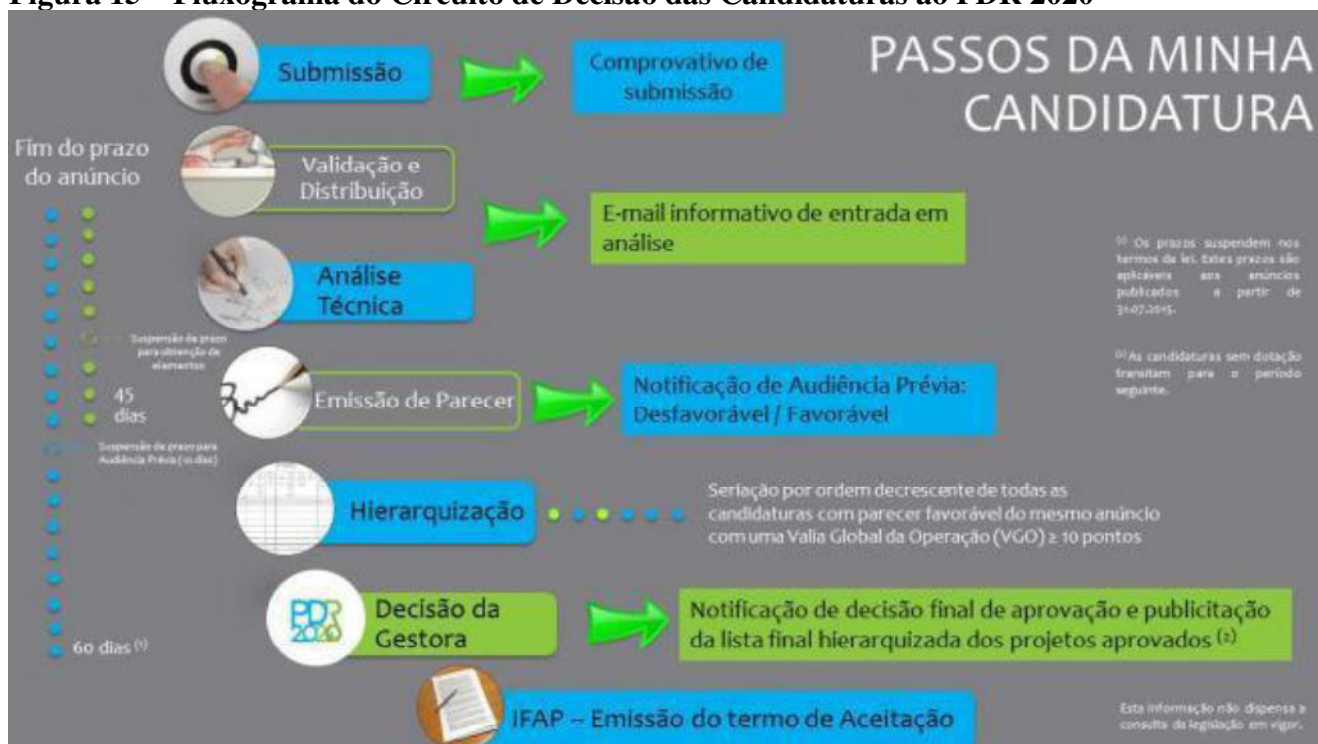 Figura 15 – Fluxograma do Circuito de Decisão das Candidaturas ao PDR 2020
PASSOS DA MINHA
CANDIDATURA
Submissão
Comprovativo de
submissão
Fim do prazo
do anúncio
Validação e
Distribuição
E-mail informativo de entrada em
análise
Análise
Técnica
(1) Os prazos suspendem nos
termos da lei. Estes prazos são
aplicáveis aos anúncios
publicados a partir de
31.07.2015.
Suspensão de prazo
para obtenção de
elementos
(2) As candidaturas sem dotação
transitam para o período
seguinte.
45
dias
Emissão de Parecer
Notificação de Audiência Prévia:
Desfavorável / Favorável
Suspensão de prazo para
Audiência Prévia (10 dias)
Hierarquização
Seriação por ordem decrescente de todas as
candidaturas com parecer favorável do mesmo anúncio
com uma Valia Global da Operação (VGO) ≥ 10 pontos
PDR
2020
Decisão da
Gestora
Notificação de decisão final de aprovação e publicitação
da lista final hierarquizada dos projetos aprovados (2)
60 dias (1)
IFAP – Emissão do termo de Aceitação
Esta informação não dispensa a
consulta da legislação em vigor.